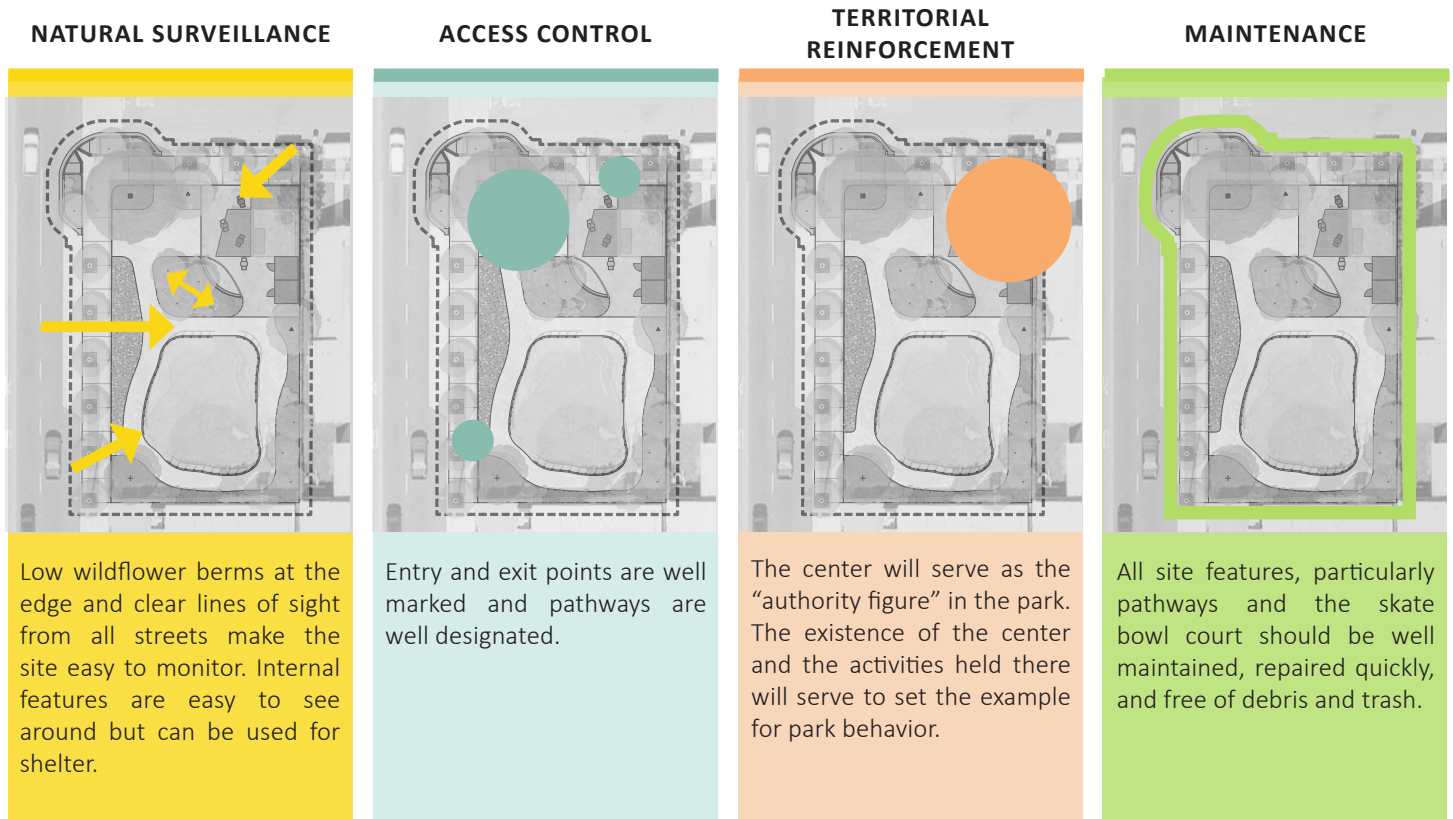 NATURAL SURVEILLANCE
Low wildflower berms at the
edge and clear lines of sight
from all streets make the
site easy to monitor. Internal
features are easy to see
around but can be used for
shelter.
ACCESS CONTROL
Entry and exit points are well
marked and pathways are
well designated.
TERRITORIAL
REINFORCEMENT
The center will serve as the
“authority figure” in the park.
The existence of the center
and the activities held there
will serve to set the example
for park behavior.
MAINTENANCE
All site features, particularly
pathways and the skate
bowl court should be well
maintained, repaired quickly,
and free of debris and trash.